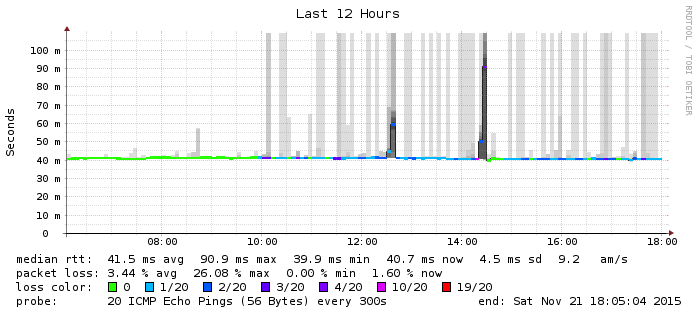 Last 12 Hours
RRDTOOL / TOBI OETIKER
Seconds
100 m
90 m
80 m
70 m
60 m
50 m
40 m
30 m
20 m
10 m
0
08:00 10:00 12:00 14:00 16:00 18:00
median rtt: 41.5 ms avg 90.9 ms max 39.9 ms min 40.7 ms now 4.5 ms sd 9.2 am/s
packet loss: 3.44 % avg 26.08 % max 0.00 % min 1.60 % now
loss color: 0 1/20 2/20 3/20 4/20 10/20 19/20
probe: 20 ICMP Echo Pings (56 Bytes) every 300s end: Sat Nov 21 18:05:04 2015